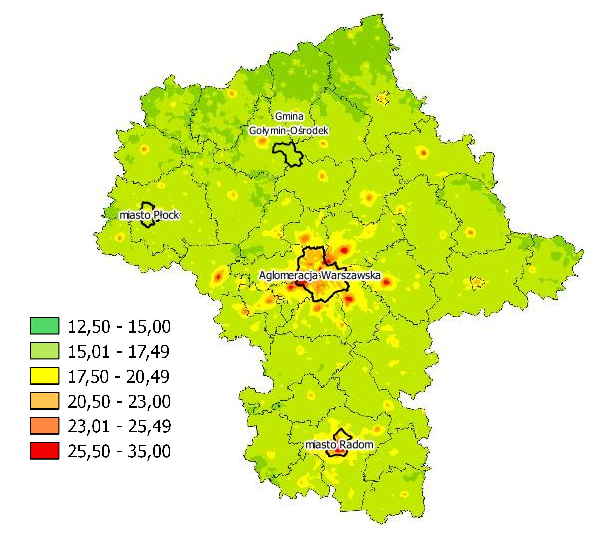 Gmina
Gołymin-Ośrodek
miasto Płock
Aglomeracja Warszawska
12,50 - 15,00
15,01 - 17,49
17,50 - 20,49
20,50 - 23,00
23,01 - 25,49
25,50 - 35,00
miasto Radom